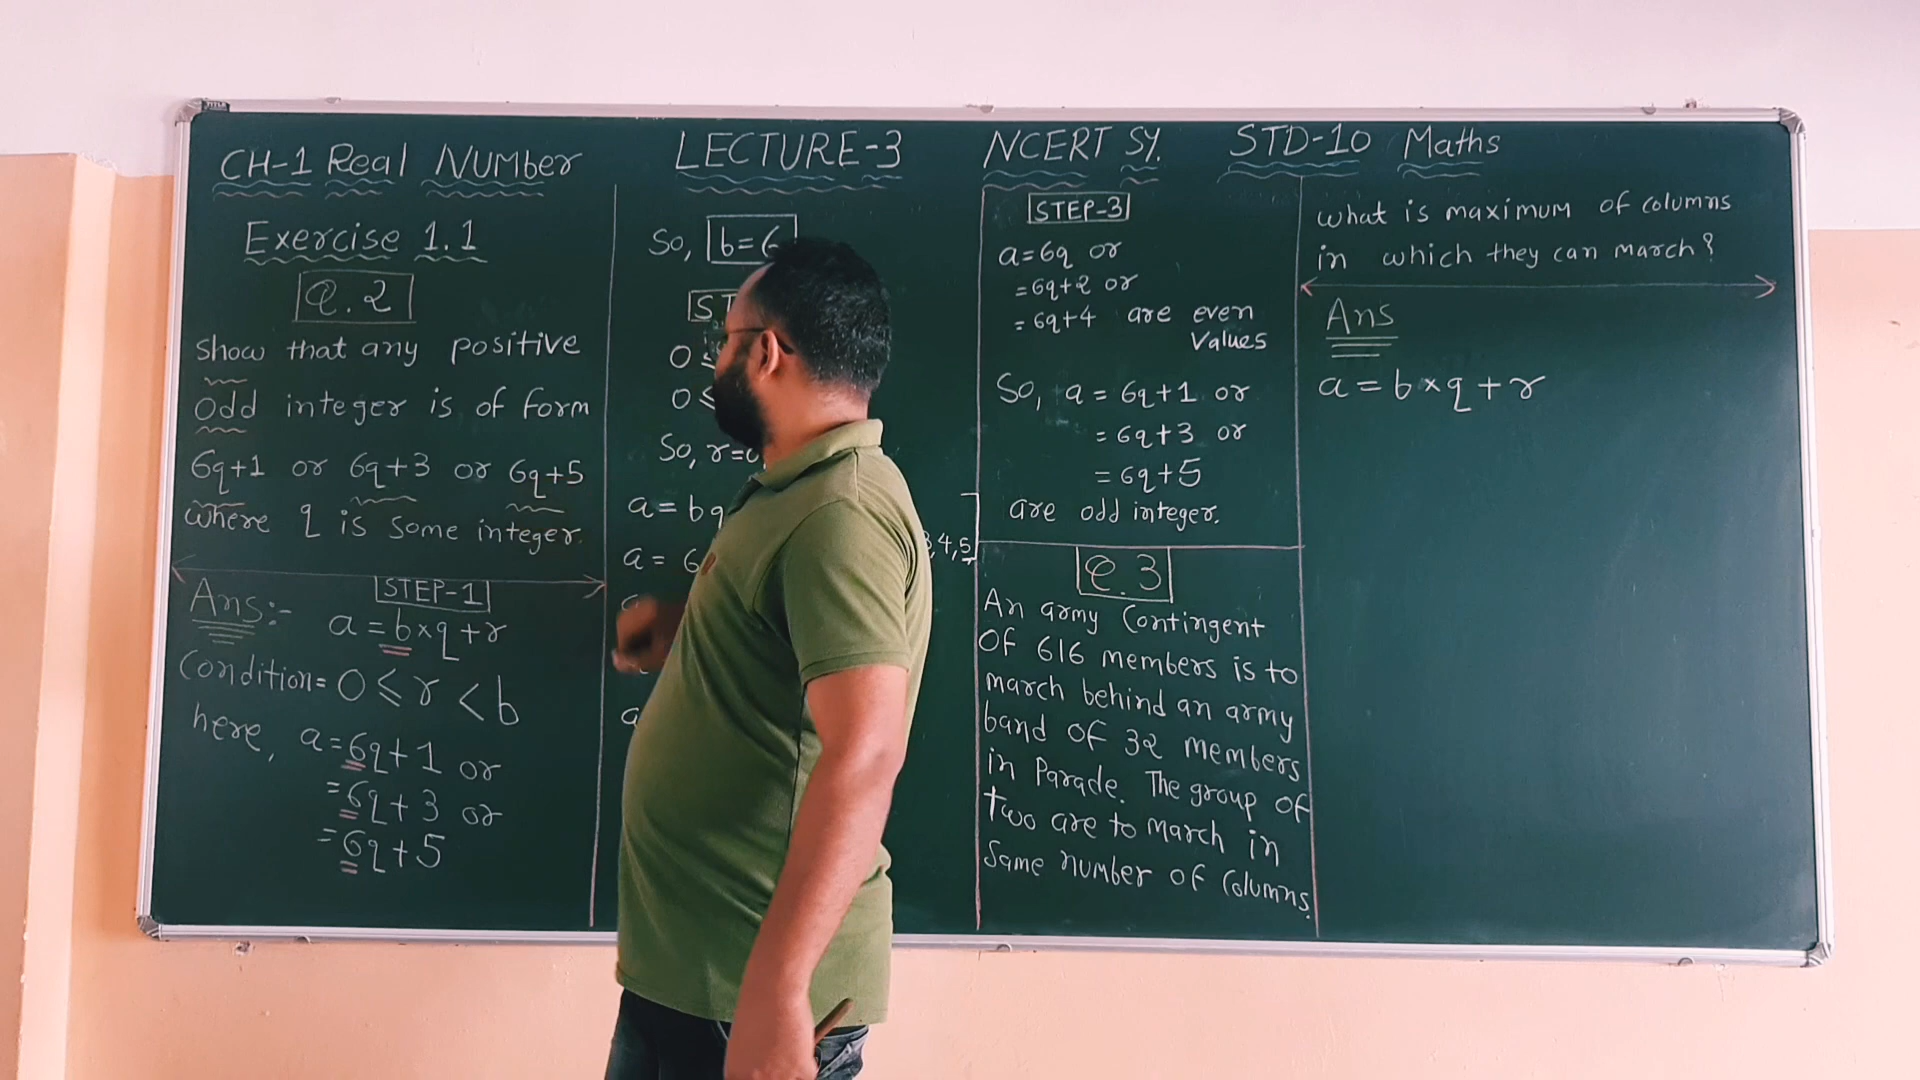 CH-1 Real NUMber LECTURE-3 NCERT SY. STD-10 Maths
Exercise 1.1
Q.2
show that any positive
odd integer is of form
6q+1 or 6q+3 or 6q+5
where q is some integer.
Ans:- STEP-1
a=b×q+r
Condition= 0≤r<b
here, a=6q+1 or
=6q+3 or
=6q+5
So, b=6
0≤
0≤
So, r=0
a=bq
a= 6
3,4,5
STEP-3
a=6q or
=6q+2 or
=6q+4 are even
Values
So, a = 6q+1 or
= 6q+3 or
= 6q+5
are odd integer.
Q.3
An army Contingent
OF 616 members is to
march behind an army
band of 32 members
in Parade. The group of
two are to march in
Same number of Columns.
what is maximum of columns
in which they can march?
Ans
a=b×q+r